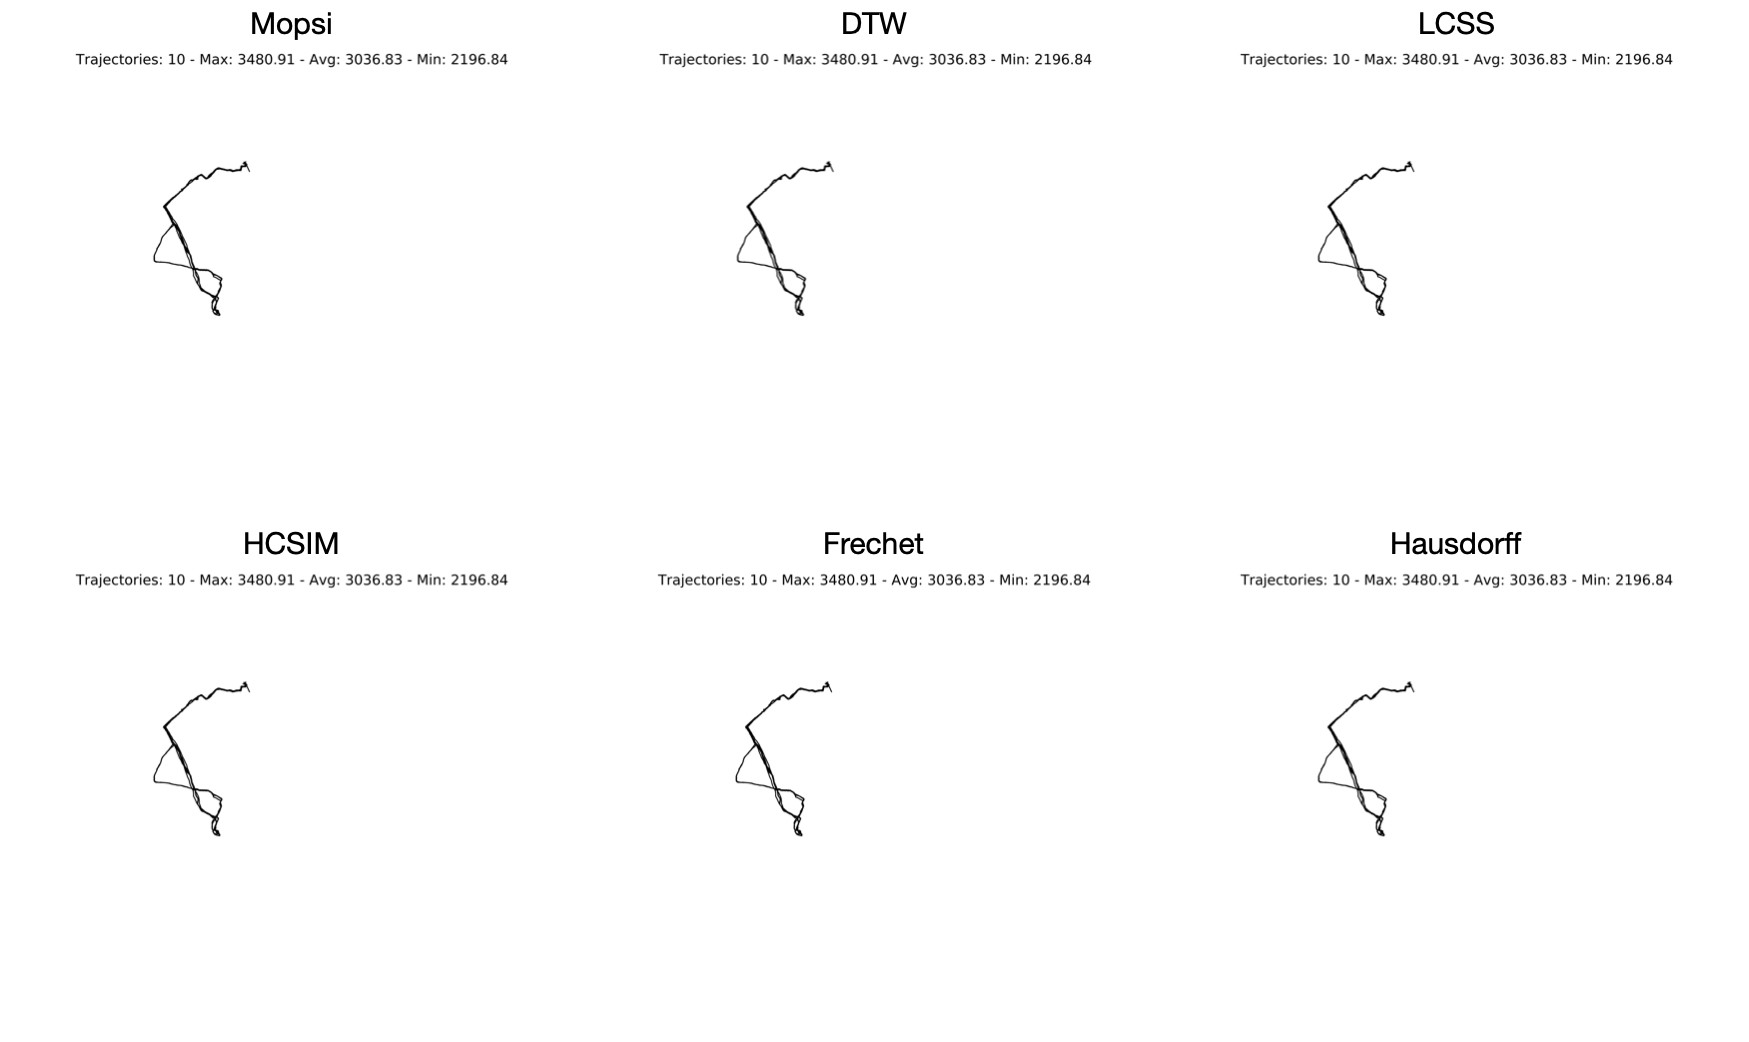 Mopsi
Trajectories: 10 - Max: 3480.91 - Avg: 3036.83 - Min: 2196.84
DTW
Trajectories: 10 - Max: 3480.91 - Avg: 3036.83 - Min: 2196.84
LCSS
Trajectories: 10 - Max: 3480.91 - Avg: 3036.83 - Min: 2196.84
HCSIM
Trajectories: 10 - Max: 3480.91 - Avg: 3036.83 - Min: 2196.84
Frechet
Trajectories: 10 - Max: 3480.91 - Avg: 3036.83 - Min: 2196.84
Hausdorff
Trajectories: 10 - Max: 3480.91 - Avg: 3036.83 - Min: 2196.84